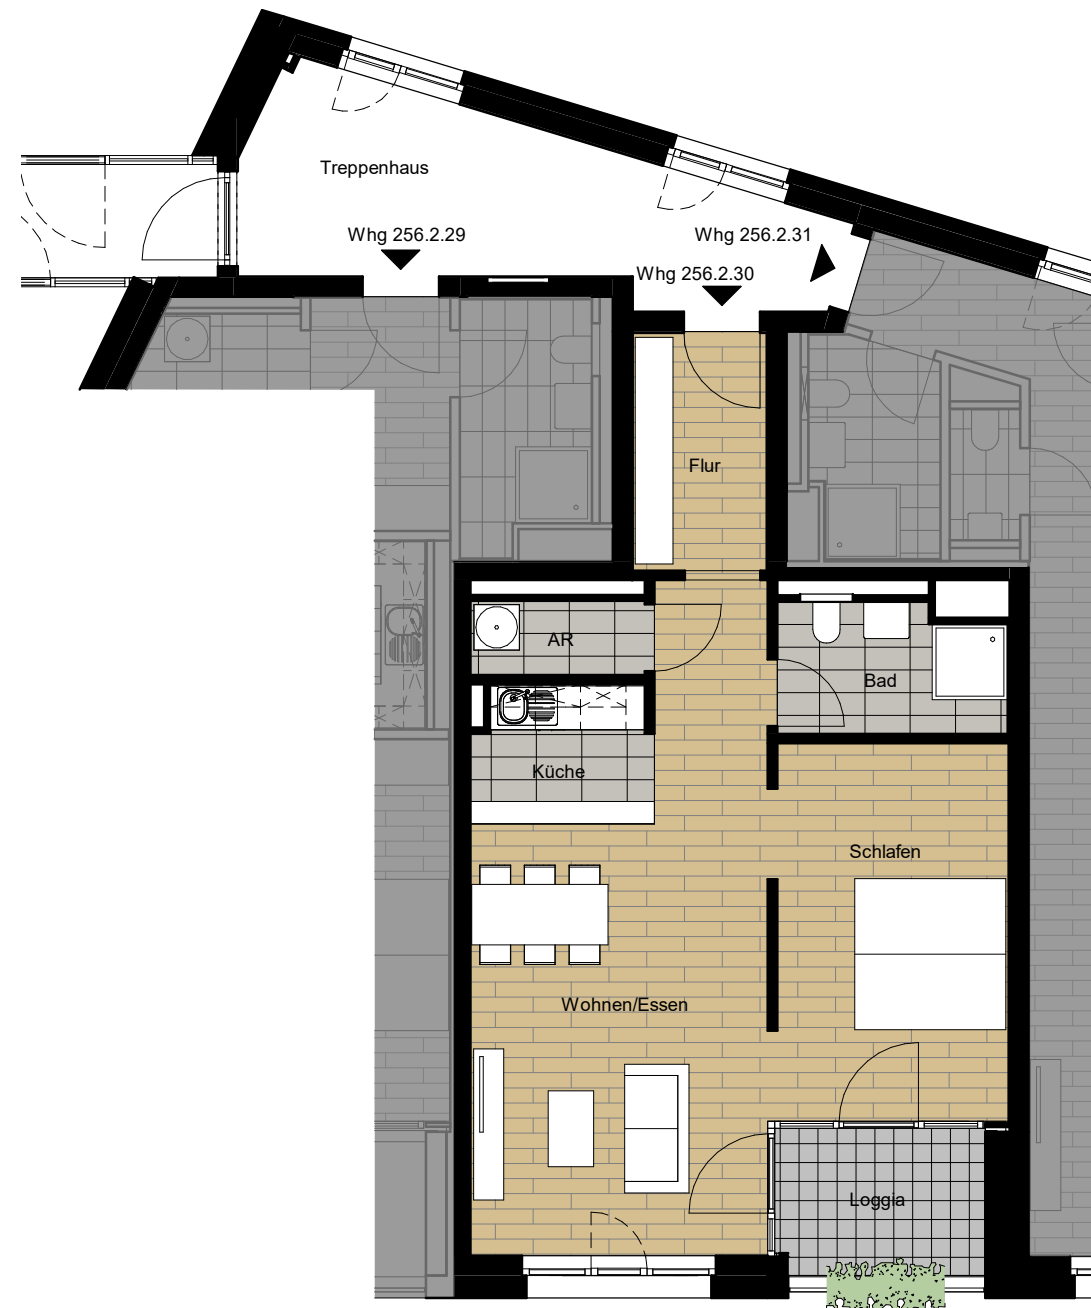 Treppenhaus
Whg 256.2.29
Whg 256.2.31
Whg 256.2.30
Flur
AR
Bad
Küche
Schlafen
Wohnen/Essen
Loggia